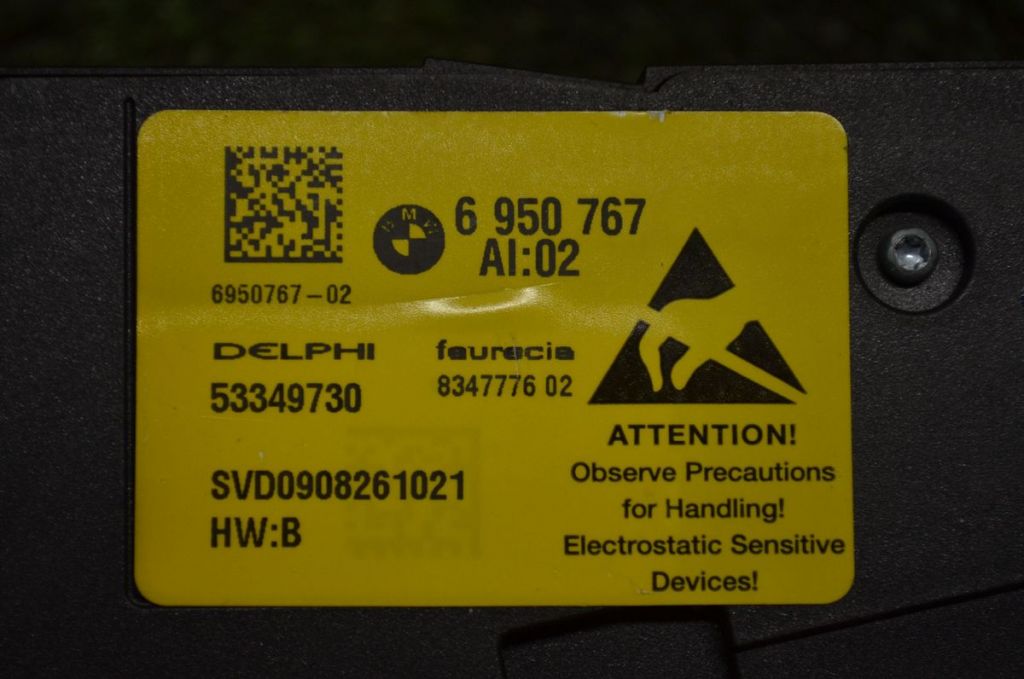 BMW
6 950 767
AI:02
6950767-02
DELPHI
faurecia
53349730
8347776 02
SVD0908261021
HW:B
ATTENTION!
Observe Precautions
for Handling!
Electrostatic Sensitive
Devices!